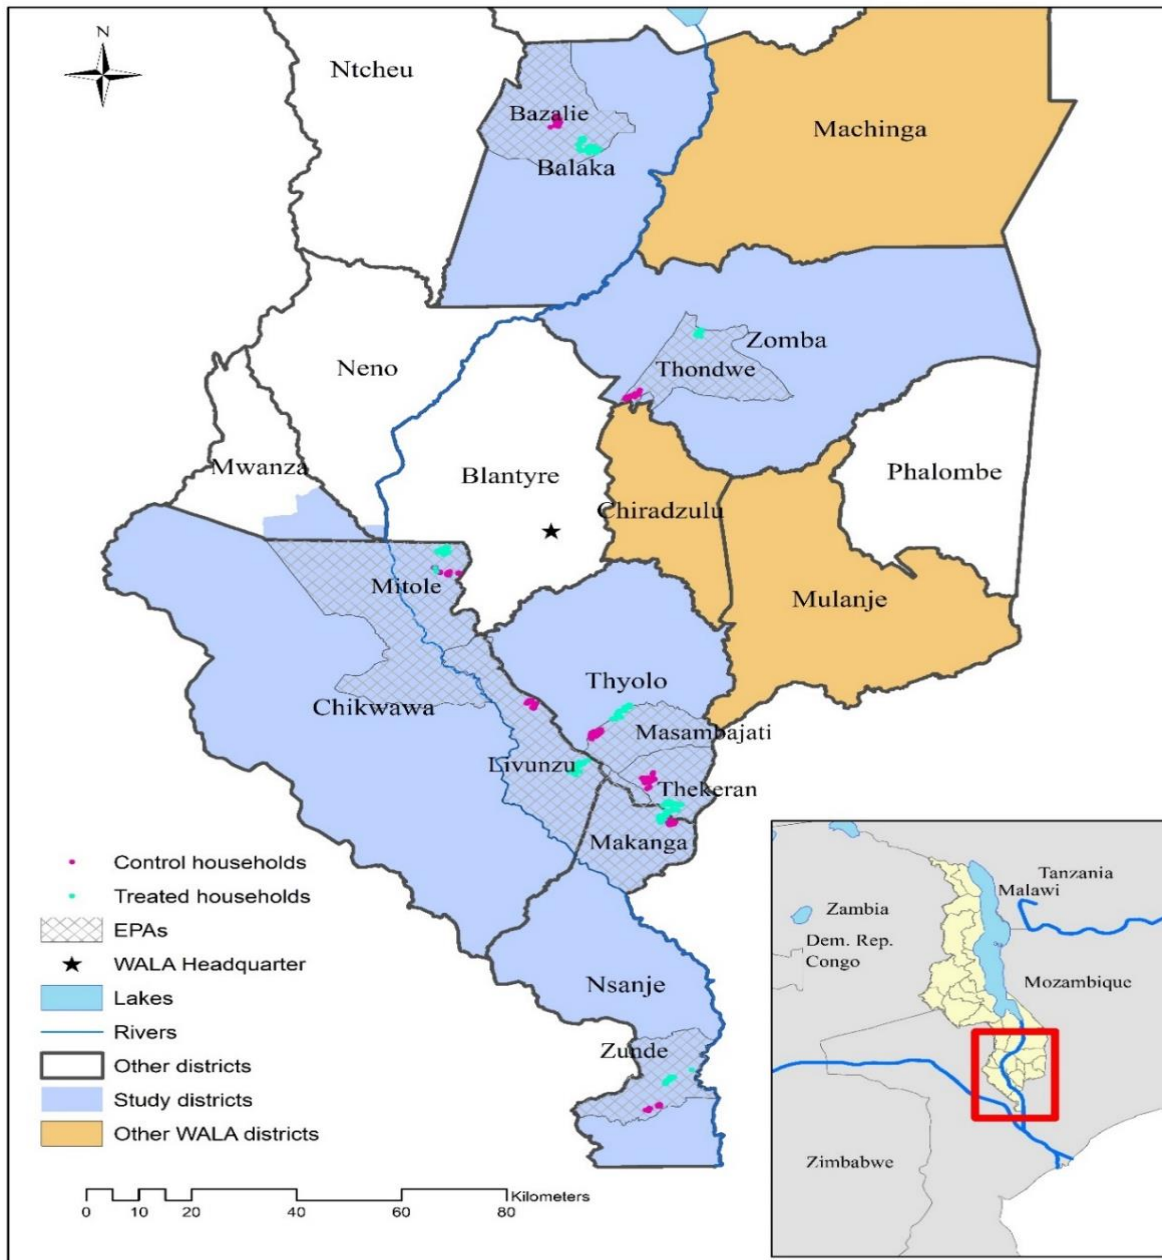 N
Ntcheu
Bazalie
Machinga
Balaka
Zomba
Thondwe
Neno
Mwanza
Blantyre
Phalombe
Chiradzulu
Mitole
Mulanje
Thyolo
Chikwawa
Masambajati
Livunzu
Thekeran
Makanga
Nsanje
Zunde
Control households
Treated households
EPAs
WALA Headquarter
Lakes
Rivers
Other districts
Study districts
Other WALA districts
Kilometers
0 10 20 40 60 80
Tanzania
Malawi
Zambia
Dem. Rep.
Congo
Mozambique
Zimbabwe